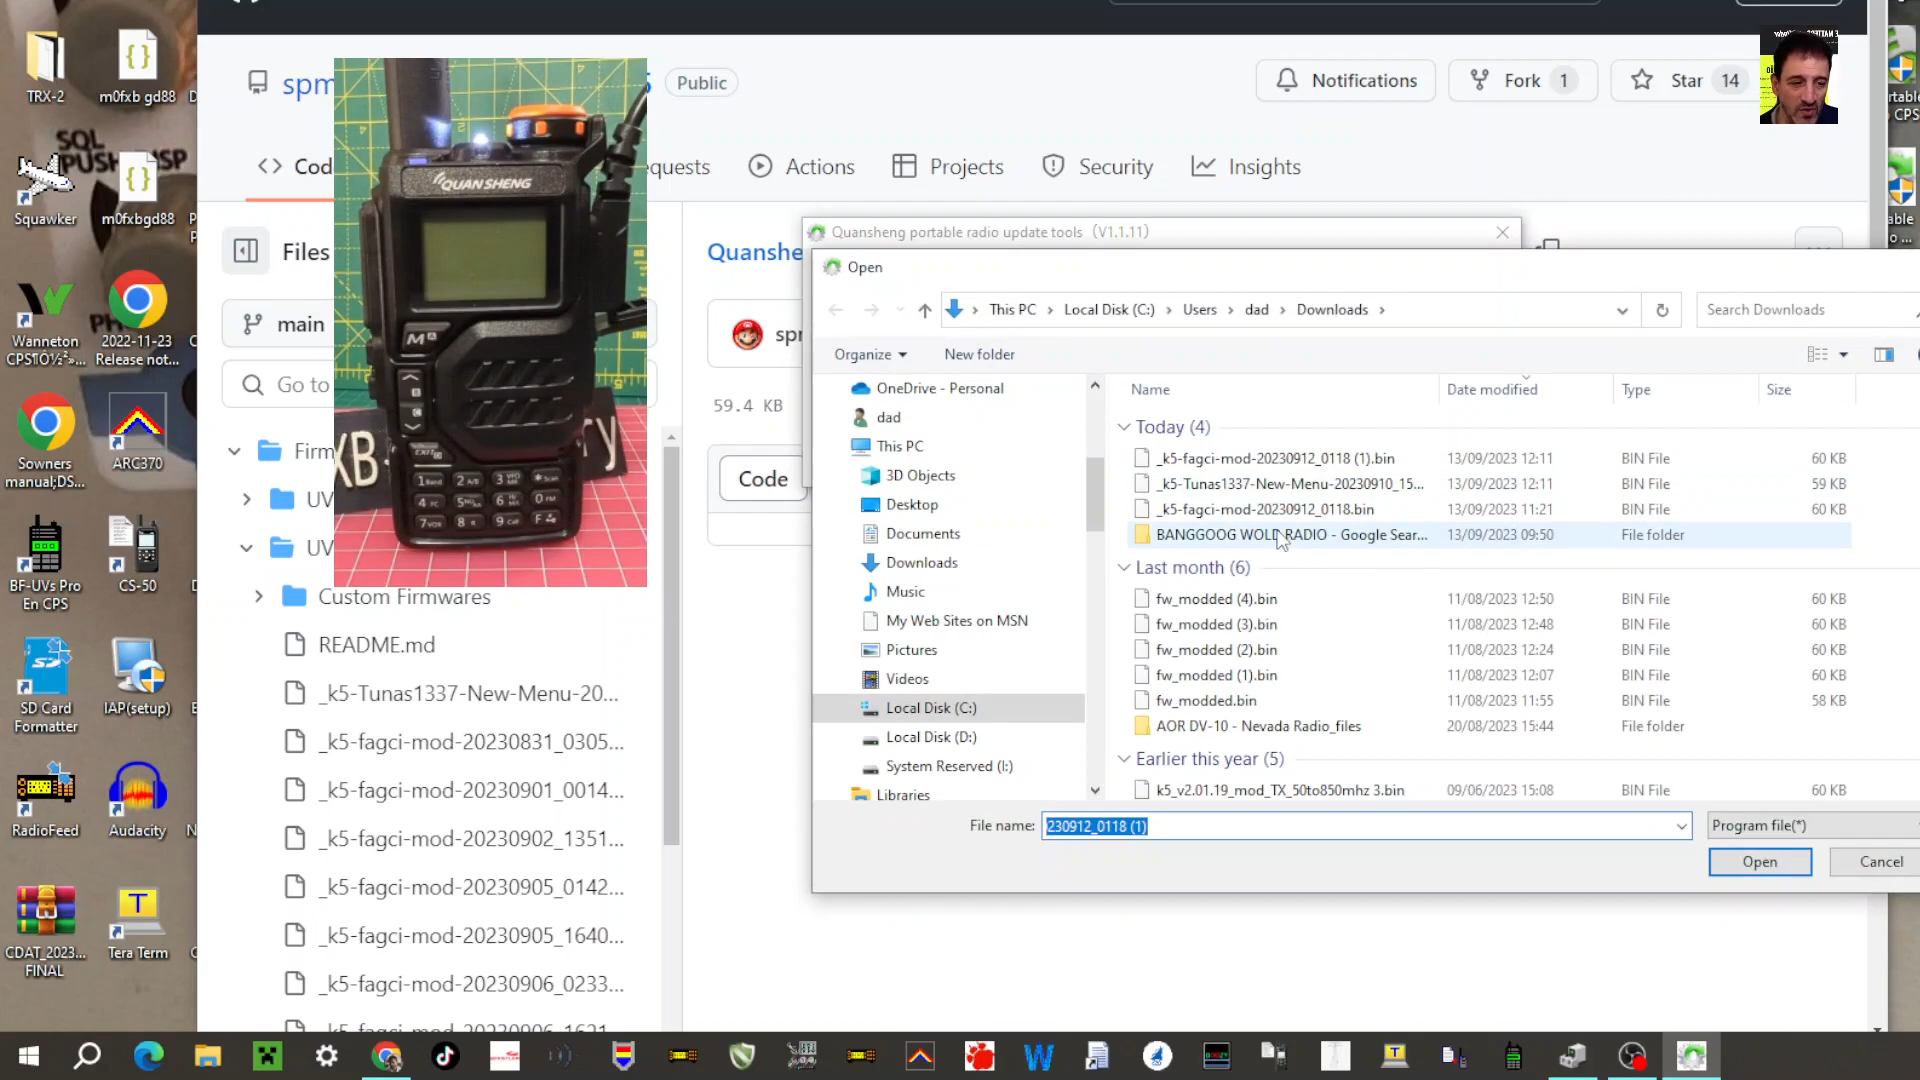 TRX-2
m0fxb gd88
Squawker
m0fxbgd88
Wanneton
2022-11-23
Release not...
Sowners
manual;DS...
ARC370
BF-UVs Pro
En CPS
CS-50
SD Card
Formatter
IAP(setup)
RadioFeed
Audacity
CDAT_2023...
FINAL
Tera Term
Public
Notifications
Fork 1
Star 14
Actions
Projects
Security
Insights
Files
main
Go to
Custom Firmwares
README.md
_k5-Tunas1337-New-Menu-20...
_k5-fagci-mod-20230831_0305...
_k5-fagci-mod-20230901_0014...
_k5-fagci-mod-20230902_1351...
_k5-fagci-mod-20230905_0142...
_k5-fagci-mod-20230905_1640...
_k5-fagci-mod-20230906_0233...
QUANSHENG
59.4 KB
Code
Quansheng portable radio update tools (V1.1.11)
Open
This PC > Local Disk (C:) > Users > dad > Downloads >
Search Downloads
Organize
New folder
OneDrive - Personal
dad
This PC
3D Objects
Desktop
Documents
Downloads
Music
My Web Sites on MSN
Pictures
Videos
Local Disk (C:)
Local Disk (D:)
System Reserved (I:)
Libraries
Name Date modified Type Size
Today (4)
_k5-fagci-mod-20230912_0118 (1).bin 13/09/2023 12:11 BIN File 60 KB
_k5-Tunas1337-New-Menu-20230910_15... 13/09/2023 12:11 BIN File 59 KB
_k5-fagci-mod-20230912_0118.bin 13/09/2023 11:21 BIN File 60 KB
BANGGOOG WOLD RADIO - Google Sear... 13/09/2023 09:50 File folder
Last month (6)
fw_modded (4).bin 11/08/2023 12:50 BIN File 60 KB
fw_modded (3).bin 11/08/2023 12:48 BIN File 60 KB
fw_modded (2).bin 11/08/2023 12:24 BIN File 60 KB
fw_modded (1).bin 11/08/2023 12:07 BIN File 60 KB
fw_modded.bin 11/08/2023 11:55 BIN File 58 KB
AOR DV-10 - Nevada Radio_files 20/08/2023 15:44 File folder
Earlier this year (5)
k5_v2.01.19_mod_TX_50to850mhz 3.bin 09/06/2023 15:08 BIN File 60 KB
File name: 230912_0118 (1)
Program file(*)
Open
Cancel